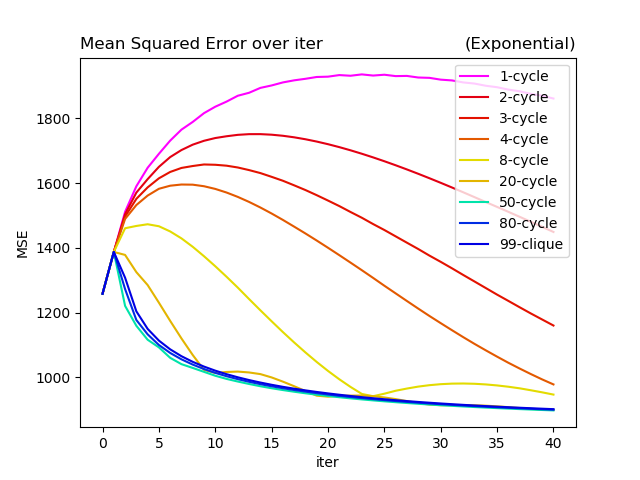 Mean Squared Error over iter (Exponential)
1-cycle
2-cycle
3-cycle
4-cycle
8-cycle
20-cycle
50-cycle
80-cycle
99-clique
MSE
1800
1600
1400
1200
1000
0 5 10 15 20 25 30 35 40
iter